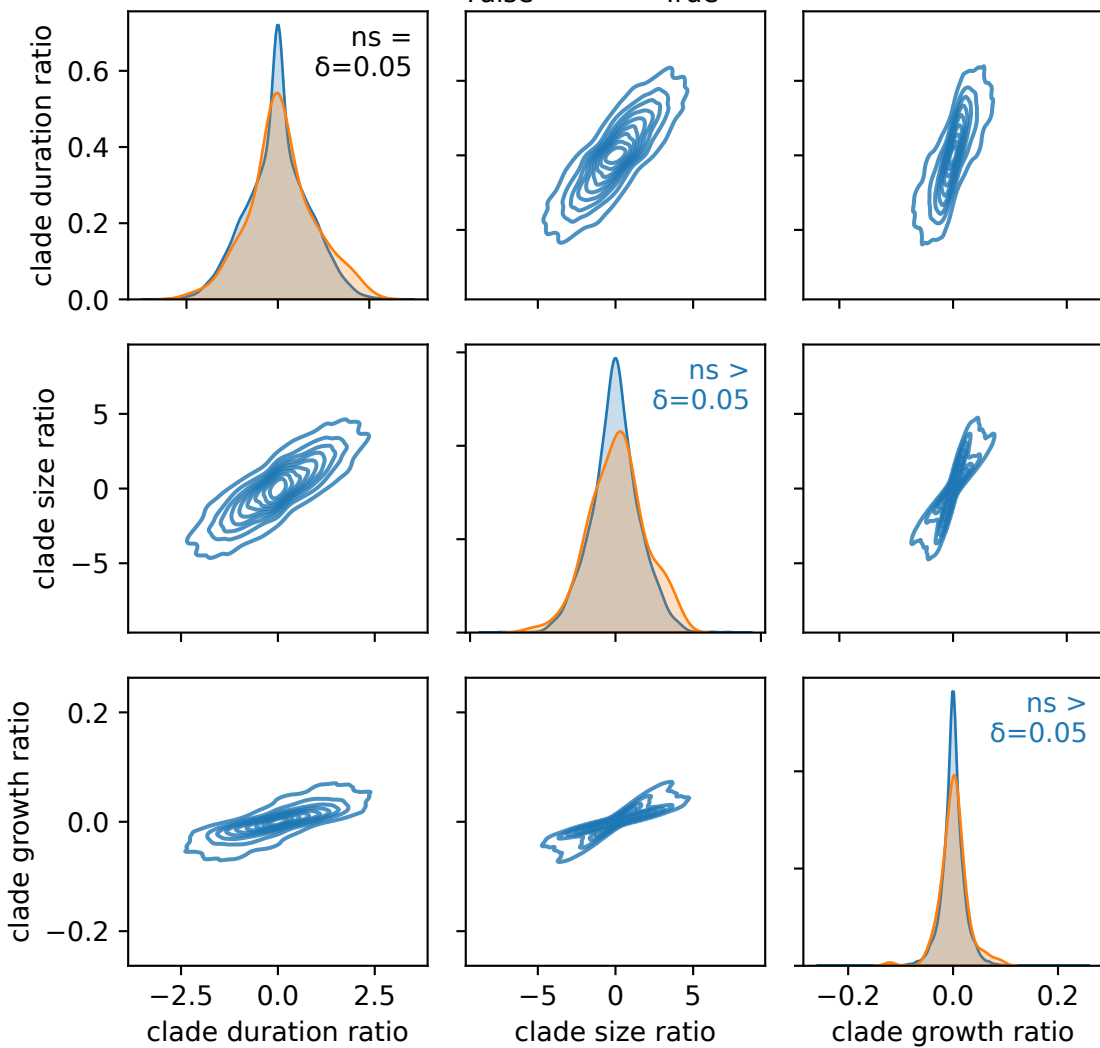 clade duration ratio
0.6
0.4
0.2
0.0
ns =
δ=0.05
clade size ratio
5
0
−5
ns >
δ=0.05
clade growth ratio
0.2
0.0
−0.2
ns >
δ=0.05
−2.5 0.0 2.5
−5 0 5
−0.2 0.0 0.2
clade duration ratio
clade size ratio
clade growth ratio